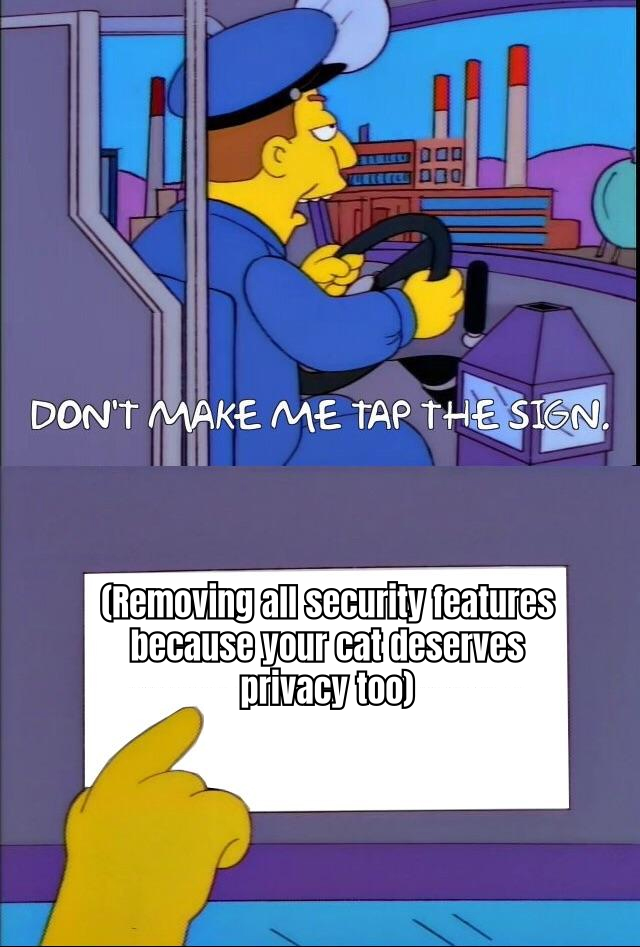 DON'T MAKE ME TAP THE SIGN.
(Removing all security features
because your cat deserves
privacy too)